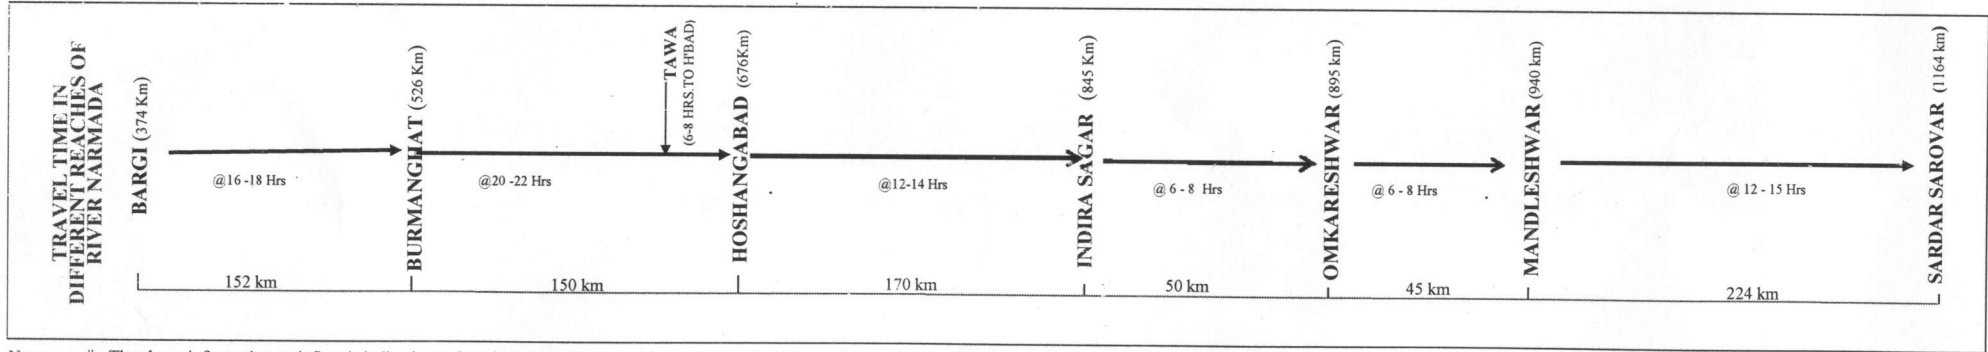 TRAVEL TIME IN
DIFFERENT REACHES OF
RIVER NARMADA
BARGI (374 Km)
@16 -18 Hrs
BURMANGHAT (526 Km)
@20 -22 Hrs
TAWA
(6-8 HRS.TO H'BAD)
HOSHANGABAD (676Km)
@12-14 Hrs
INDIRA SAGAR (845 Km)
@ 6 - 8 Hrs
OMKARESHWAR (895 km)
@ 6 - 8 Hrs
MANDLESHWAR (940 km)
@ 12 - 15 Hrs
SARDAR SAROVAR (1164 km)
152 km
150 km
170 km
50 km
45 km
224 km